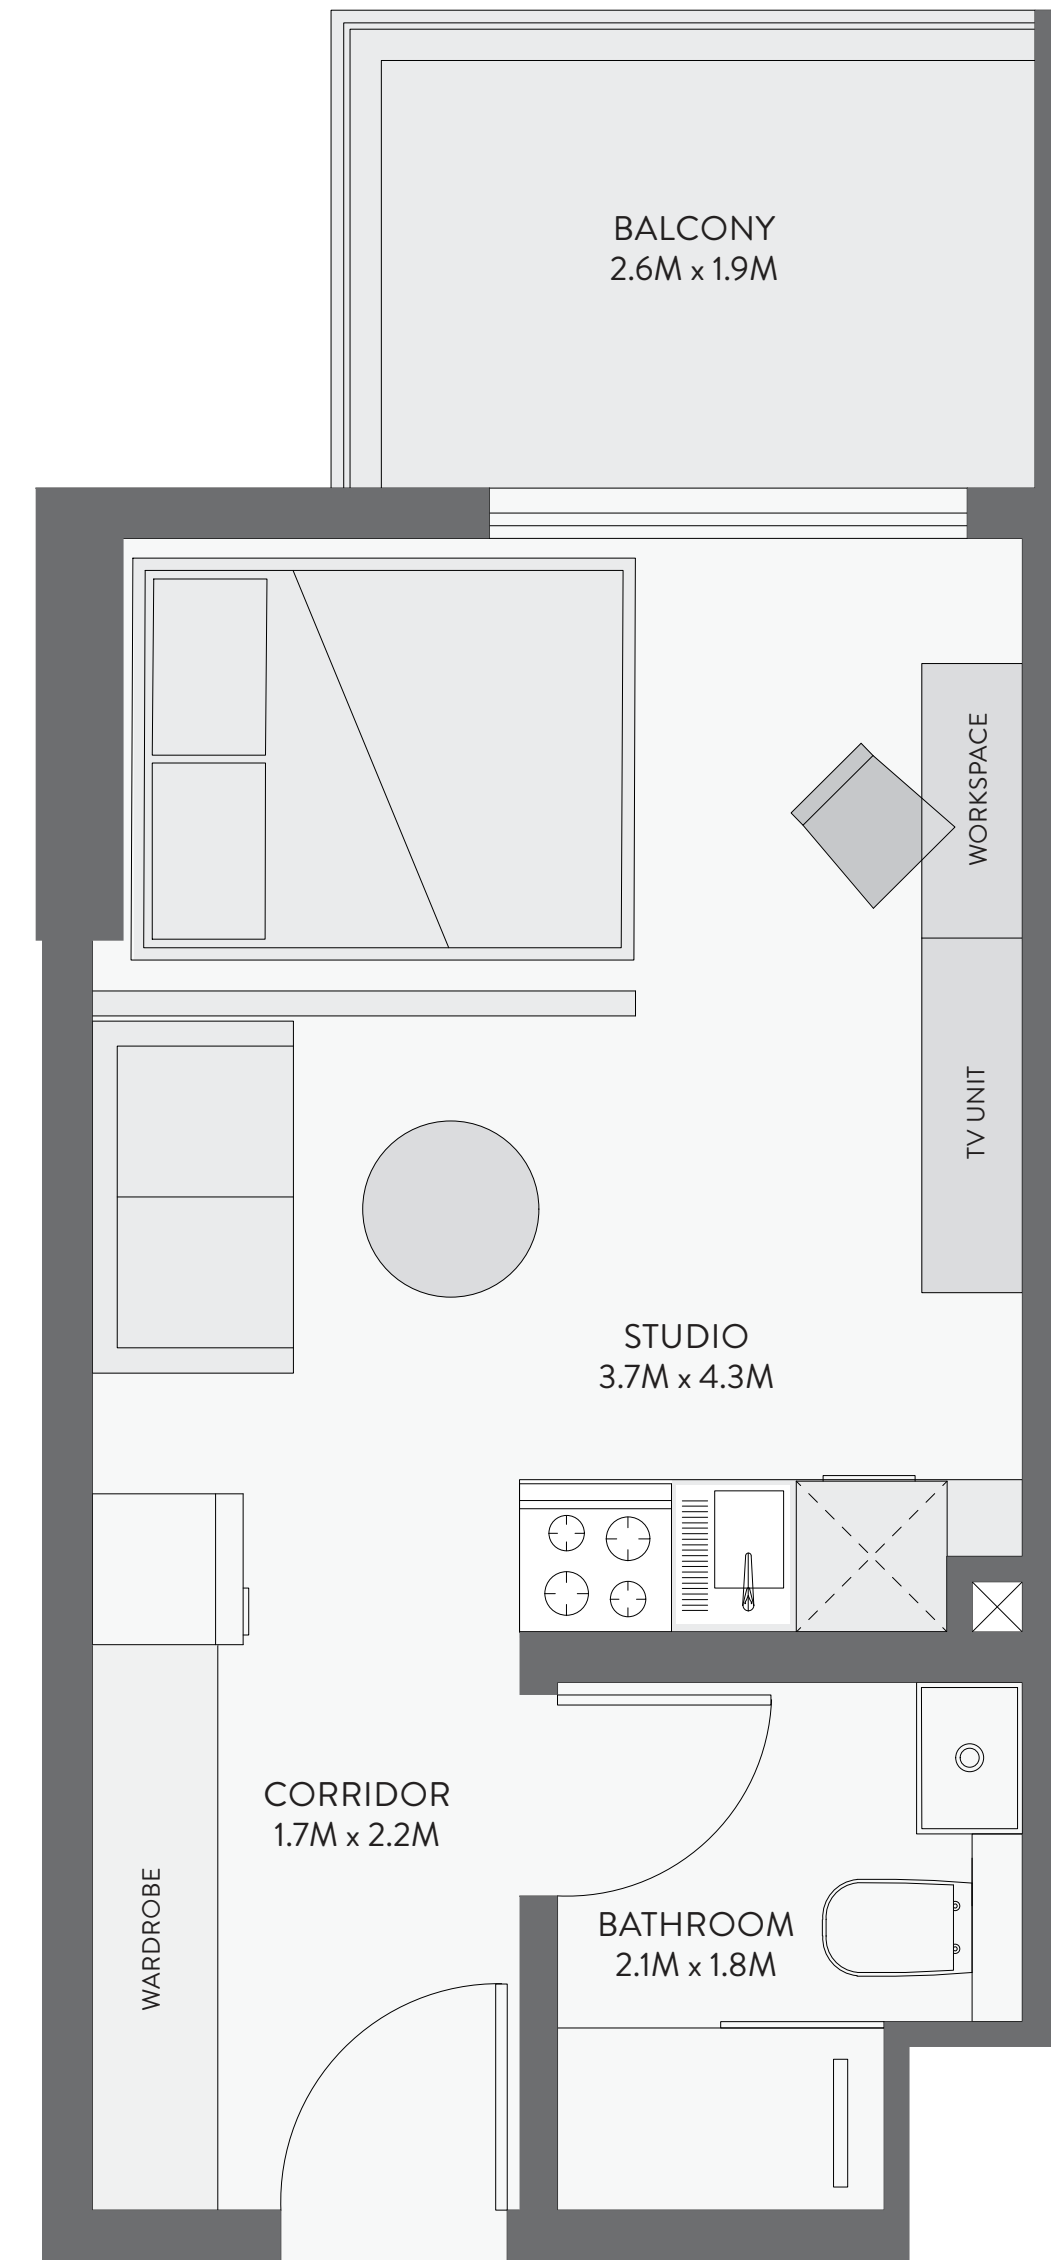 BALCONY
2.6M x 1.9M
WORKSPACE
TV UNIT
STUDIO
3.7M x 4.3M
CORRIDOR
1.7M x 2.2M
WARDROBE
BATHROOM
2.1M x 1.8M